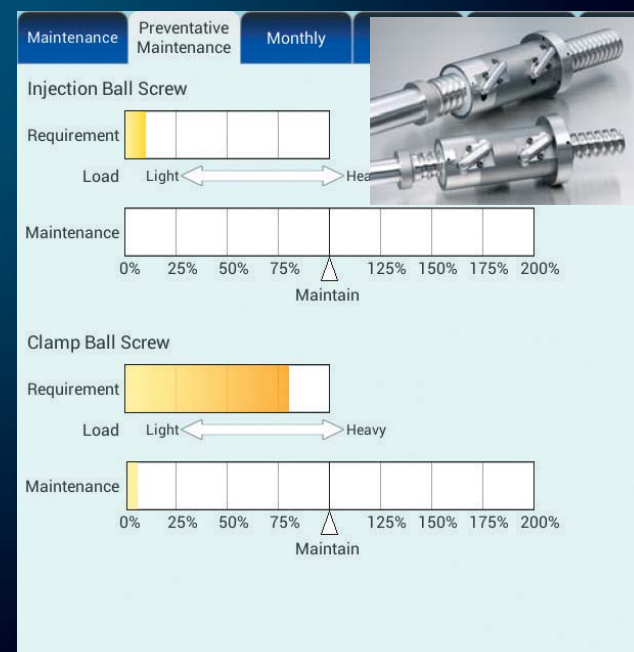 Maintenance
Preventative
Maintenance
Monthly
Injection Ball Screw
Requirement
Load Light
Maintenance
0% 25% 50% 75% 125% 150% 175% 200%
Maintain
Clamp Ball Screw
Requirement
Load Light Heavy
Maintenance
0% 25% 50% 75% 125% 150% 175% 200%
Maintain